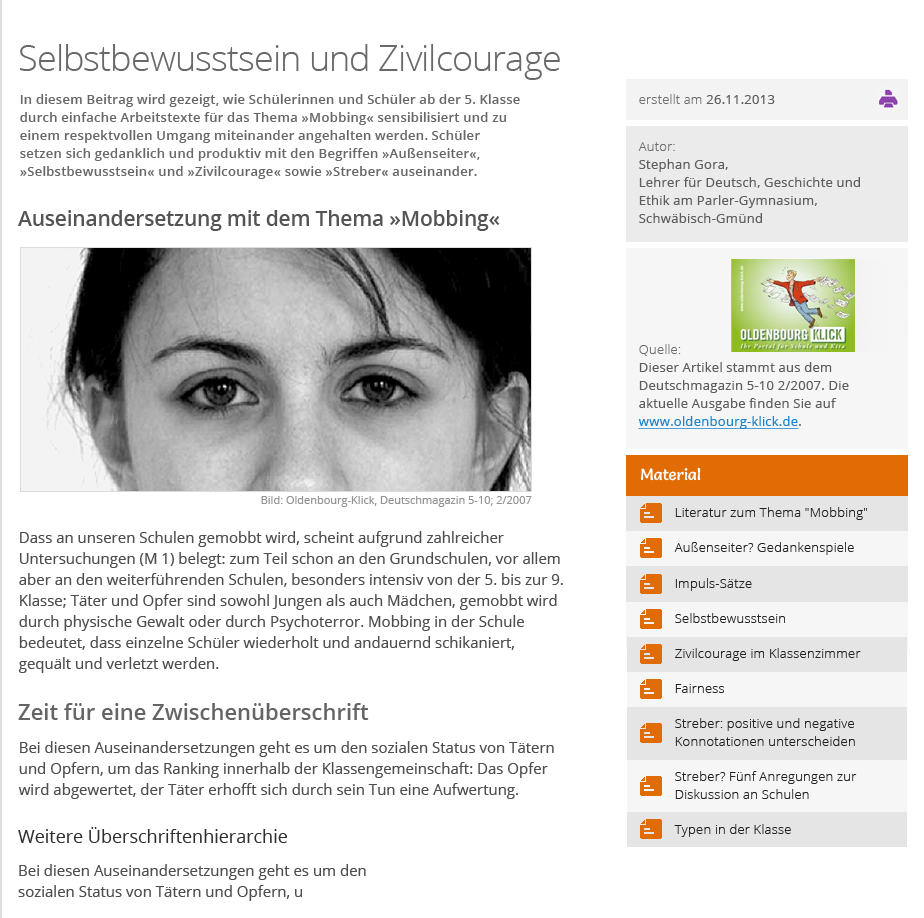 Selbstbewusstsein und Zivilcourage
In diesem Beitrag wird gezeigt, wie Schülerinnen und Schüler ab der 5. Klasse
durch einfache Arbeitstexte für das Thema »Mobbing« sensibilisiert und zu
einem respektvollen Umgang miteinander angehalten werden. Schüler
setzen sich gedanklich und produktiv mit den Begriffen »Außenseiter«,
»Selbstbewusstsein« und »Zivilcourage« sowie »Streber« auseinander.
Auseinandersetzung mit dem Thema »Mobbing«
Bild: Oldenbourg-Klick, Deutschmagazin 5-10; 2/2007
Dass an unseren Schulen gemobbt wird, scheint aufgrund zahlreicher
Untersuchungen (M 1) belegt: zum Teil schon an den Grundschulen, vor allem
aber an den weiterführenden Schulen, besonders intensiv von der 5. bis zur 9.
Klasse; Täter und Opfer sind sowohl Jungen als auch Mädchen, gemobbt wird
durch physische Gewalt oder durch Psychoterror. Mobbing in der Schule
bedeutet, dass einzelne Schüler wiederholt und andauernd schikaniert,
gequält und verletzt werden.
Zeit für eine Zwischenüberschrift
Bei diesen Auseinandersetzungen geht es um den sozialen Status von Tätern
und Opfern, um das Ranking innerhalb der Klassengemeinschaft: Das Opfer
wird abgewertet, der Täter erhofft sich durch sein Tun eine Aufwertung.
Weitere Überschriftenhierarchie
Bei diesen Auseinandersetzungen geht es um den
sozialen Status von Tätern und Opfern, u
erstellt am 26.11.2013
Autor:
Stephan Gora,
Lehrer für Deutsch, Geschichte und
Ethik am Parler-Gymnasium,
Schwäbisch-Gmünd
OLDENBOURG KLICK
Ihr Portal für Schule und Kita
Quelle:
Dieser Artikel stammt aus dem
Deutschmagazin 5-10 2/2007. Die
aktuelle Ausgabe finden Sie auf
www.oldenbourg-klick.de.
Material
Literatur zum Thema "Mobbing"
Außenseiter? Gedankenspiele
Impuls-Sätze
Selbstbewusstsein
Zivilcourage im Klassenzimmer
Fairness
Streber: positive und negative
Konnotationen unterscheiden
Streber? Fünf Anregungen zur
Diskussion an Schulen
Typen in der Klasse